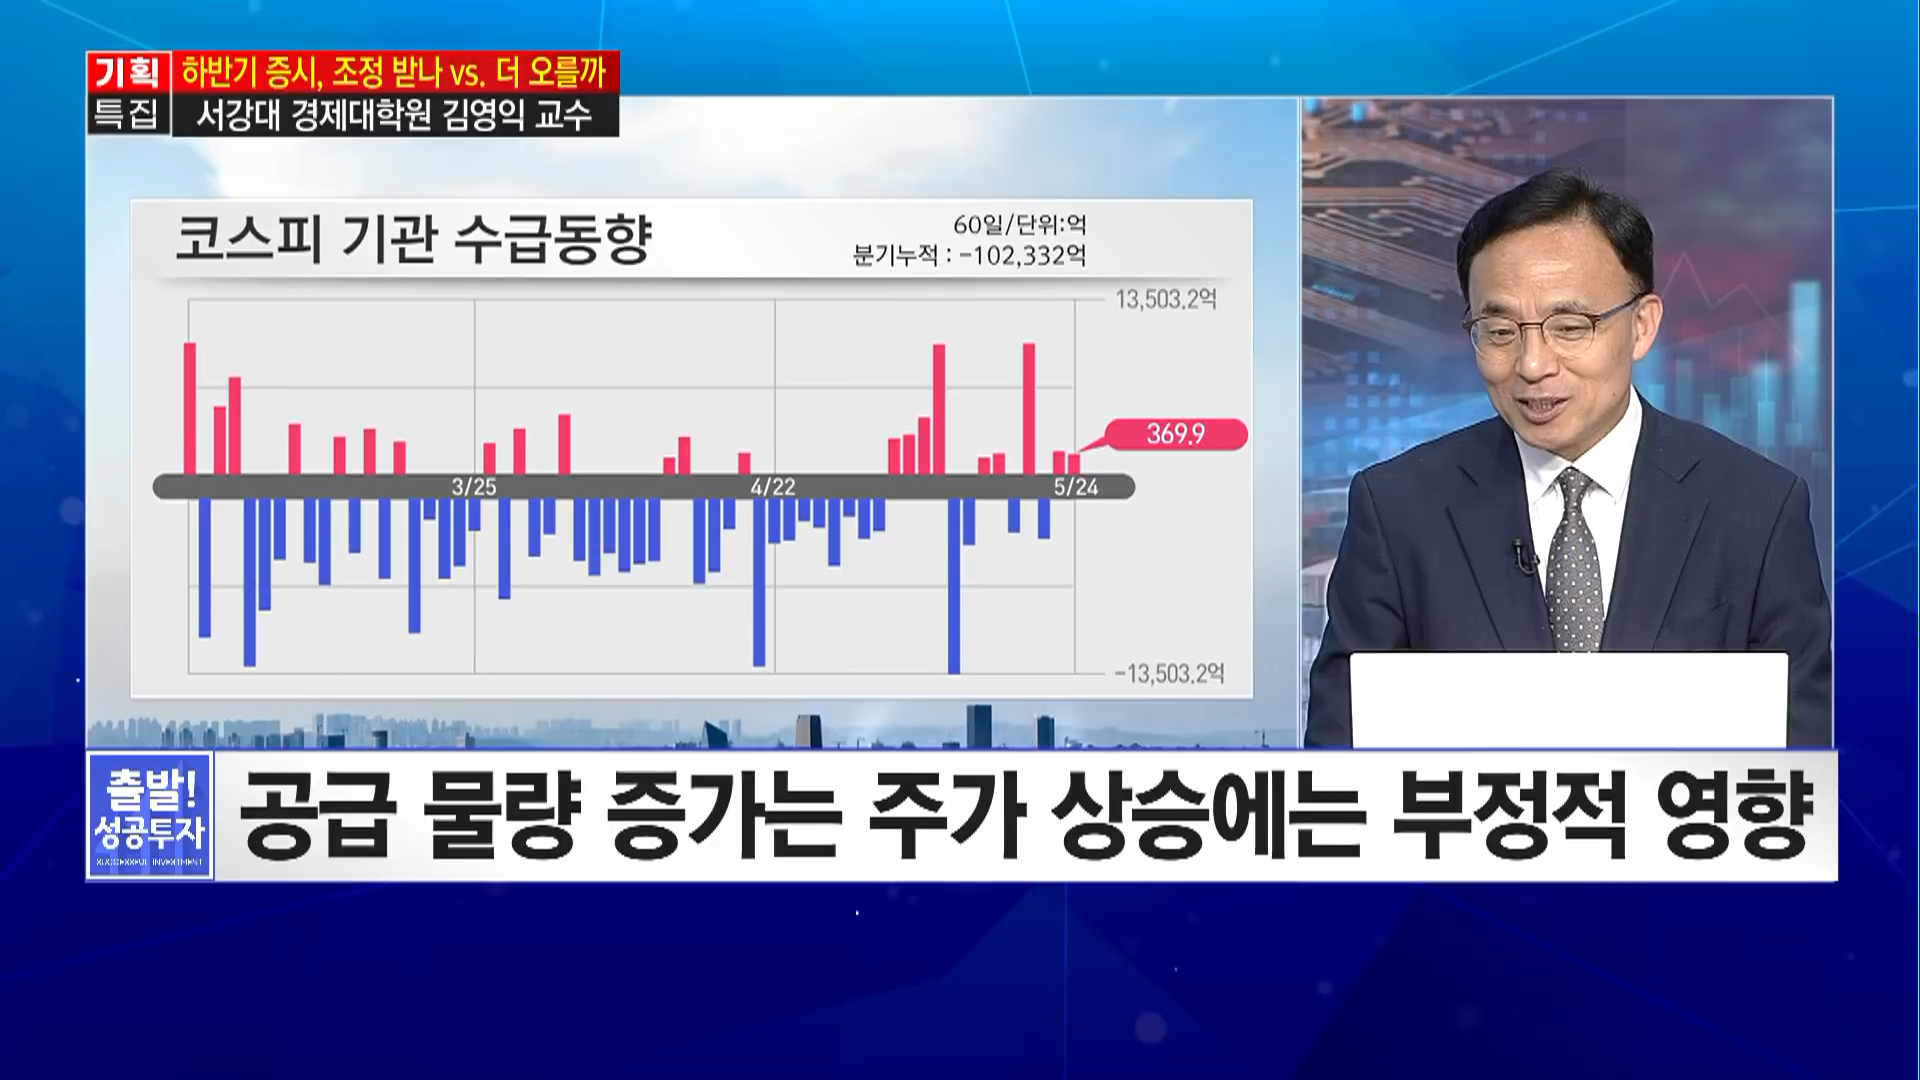 기획 특집
하반기 증시, 조정 받나 vs. 더 오를까
서강대 경제대학원 김영익 교수
코스피 기관 수급동향
60일/단위:억
분기누적 : -102,332억
13,503.2억
369.9
3/25 4/22 5/24
-13,503.2억
출발!
성공투자
SUCCESSFUL INVESTMENT
공급 물량 증가는 주가 상승에는 부정적 영향